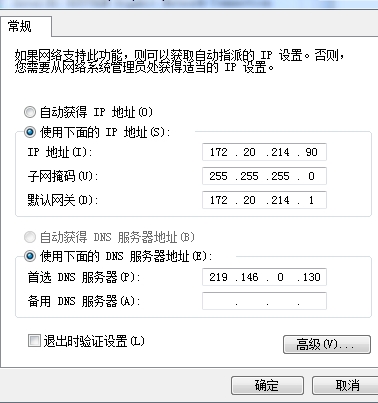 常规
如果网络支持此功能，则可以获取自动指派的 IP 设置。否则，
您需要从网络系统管理员处获得适当的 IP 设置。
自动获得 IP 地址(O)
使用下面的 IP 地址(S):
IP 地址(I): 172 . 20 . 214 . 90
子网掩码(U): 255 . 255 . 255 . 0
默认网关(D): 172 . 20 . 214 . 1
自动获得 DNS 服务器地址(B)
使用下面的 DNS 服务器地址(E):
首选 DNS 服务器(P): 219 . 146 . 0 . 130
备用 DNS 服务器(A): . . .
退出时验证设置(L)
高级(V)...
确定 取消